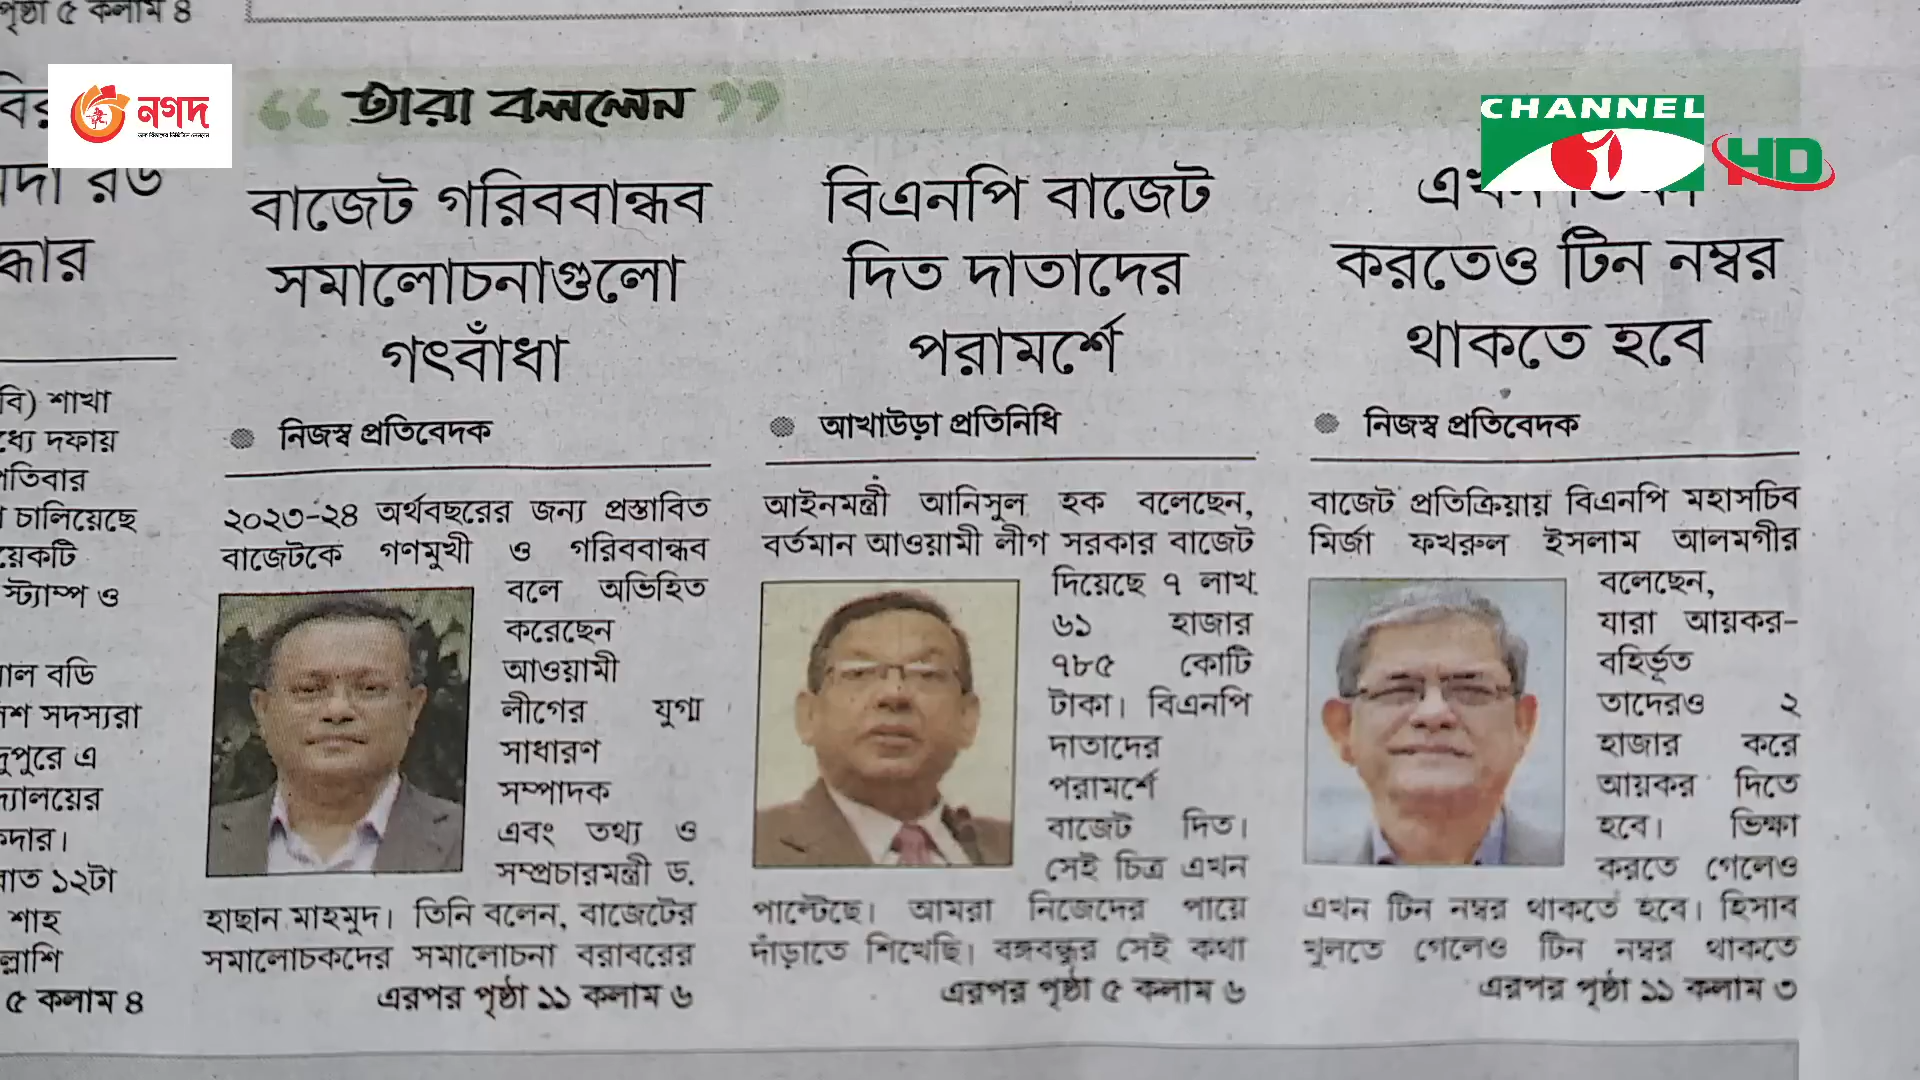 পৃষ্ঠা ৫ কলাম ৪
নগদ
CHANNEL
HD
তারা বললেন
দ্ধার
বি) শাখা
ধ্যে দফায়
চালিয়েছে
য়েকটি
স্ট্যাম্প ও
বডি
সদস্যরা
দুপুরে এ
১২টা
শাহ
৫ কলাম ৪
বাজেট গরিববান্ধব
সমালোচনাগুলো
গৎবাঁধা
নিজস্ব প্রতিবেদক
২০২৩-২৪ অর্থবছরের জন্য প্রস্তাবিত
বাজেটকে গণমুখী ও গরিববান্ধব
বলে অভিহিত
করেছেন
আওয়ামী
লীগের যুগ্ম
সাধারণ
সম্পাদক
এবং তথ্য ও
সম্প্রচারমন্ত্রী ড.
হাছান মাহমুদ। তিনি বলেন, বাজেটের
সমালোচকদের সমালোচনা বরাবরের
এরপর পৃষ্ঠা ১১ কলাম ৬
বিএনপি বাজেট
দিত দাতাদের
পরামর্শে
আখাউড়া প্রতিনিধি
আইনমন্ত্রী আনিসুল হক বলেছেন,
বর্তমান আওয়ামী লীগ সরকার বাজেট
দিয়েছে ৭ লাখ
৬১ হাজার
৭৮৫ কোটি
টাকা। বিএনপি
দাতাদের
পরামর্শে
বাজেট দিত।
সেই চিত্র এখন
পাল্টেছে। আমরা নিজেদের পায়ে
দাঁড়াতে শিখেছি। বঙ্গবন্ধুর সেই কথা
এরপর পৃষ্ঠা ৫ কলাম ৬
করতেও টিন নম্বর
থাকতে হবে
নিজস্ব প্রতিবেদক
বাজেট প্রতিক্রিয়ায় বিএনপি মহাসচিব
মির্জা ফখরুল ইসলাম আলমগীর
বলেছেন,
যারা আয়কর-
বহির্ভূত
তাদেরও ২
হাজার করে
আয়কর দিতে
হবে। ভিক্ষা
করতে গেলেও
এখন টিন নম্বর থাকতে হবে। হিসাব
খুলতে গেলেও টিন নম্বর থাকতে
এরপর পৃষ্ঠা ১১ কলাম ৩